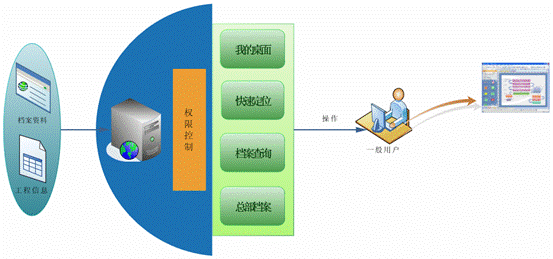 档案资料
工程信息
权限控制
我的桌面
快速定位
档案查询
总部档案
操作
一般用户